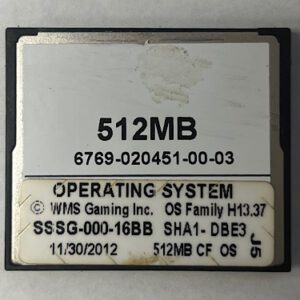 512MB
6769-020451-00-03
OPERATING SYSTEM
© WMS Gaming Inc. OS Family H13.37
SSSG-000-16BB SHA1- DBE3
11/30/2012 512MB CF OS
J5